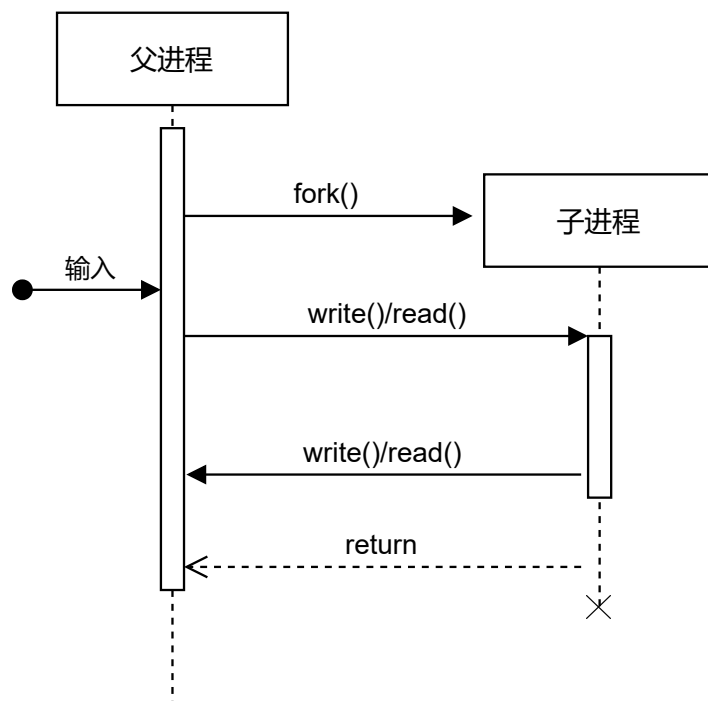 父进程
fork()
子进程
输入
write()/read()
write()/read()
return